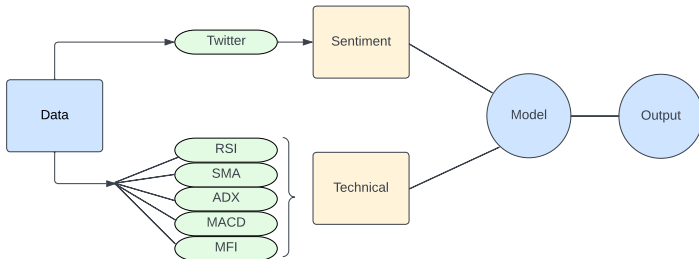 Twitter
Sentiment
Data
Model
Output
RSI
SMA
ADX
MACD
MFI
Technical